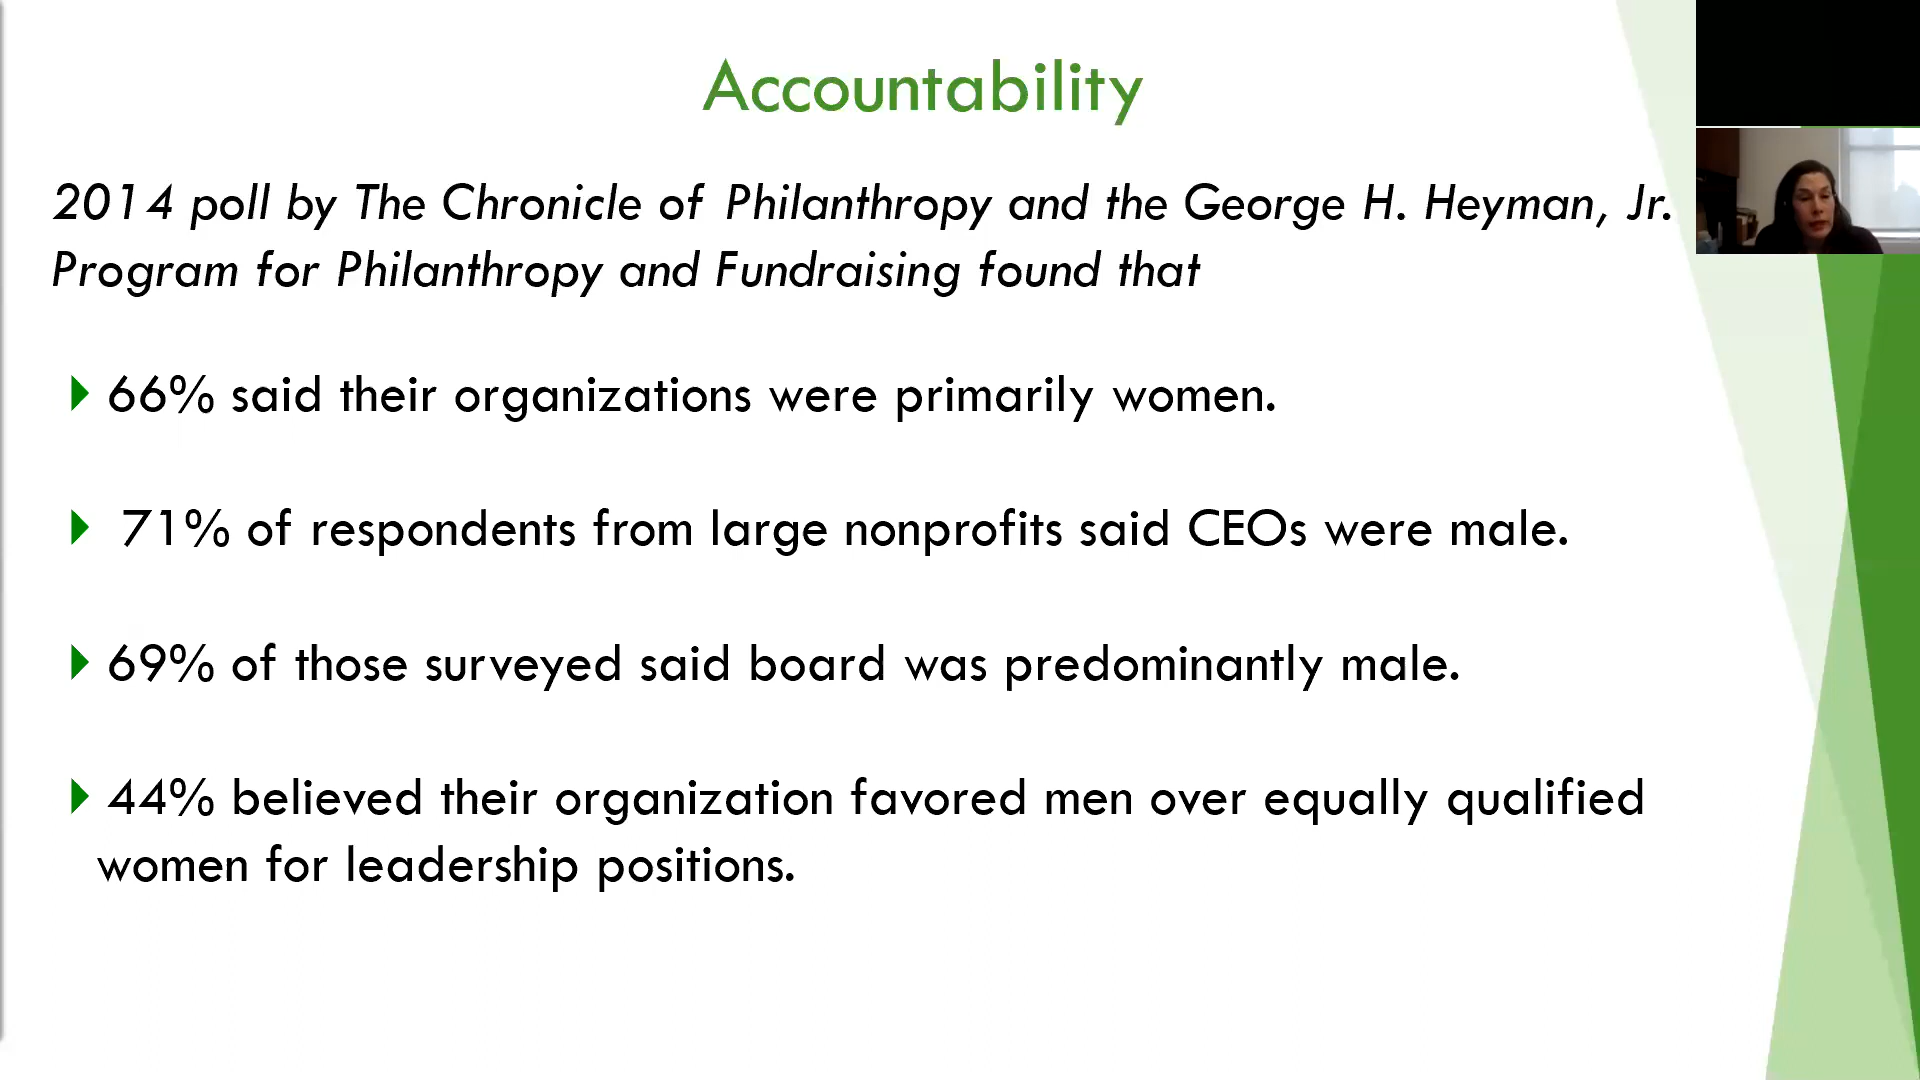 Accountability
2014 poll by The Chronicle of Philanthropy and the George H. Heyman, Jr.
Program for Philanthropy and Fundraising found that
66% said their organizations were primarily women.
71% of respondents from large nonprofits said CEOs were male.
69% of those surveyed said board was predominantly male.
44% believed their organization favored men over equally qualified
women for leadership positions.